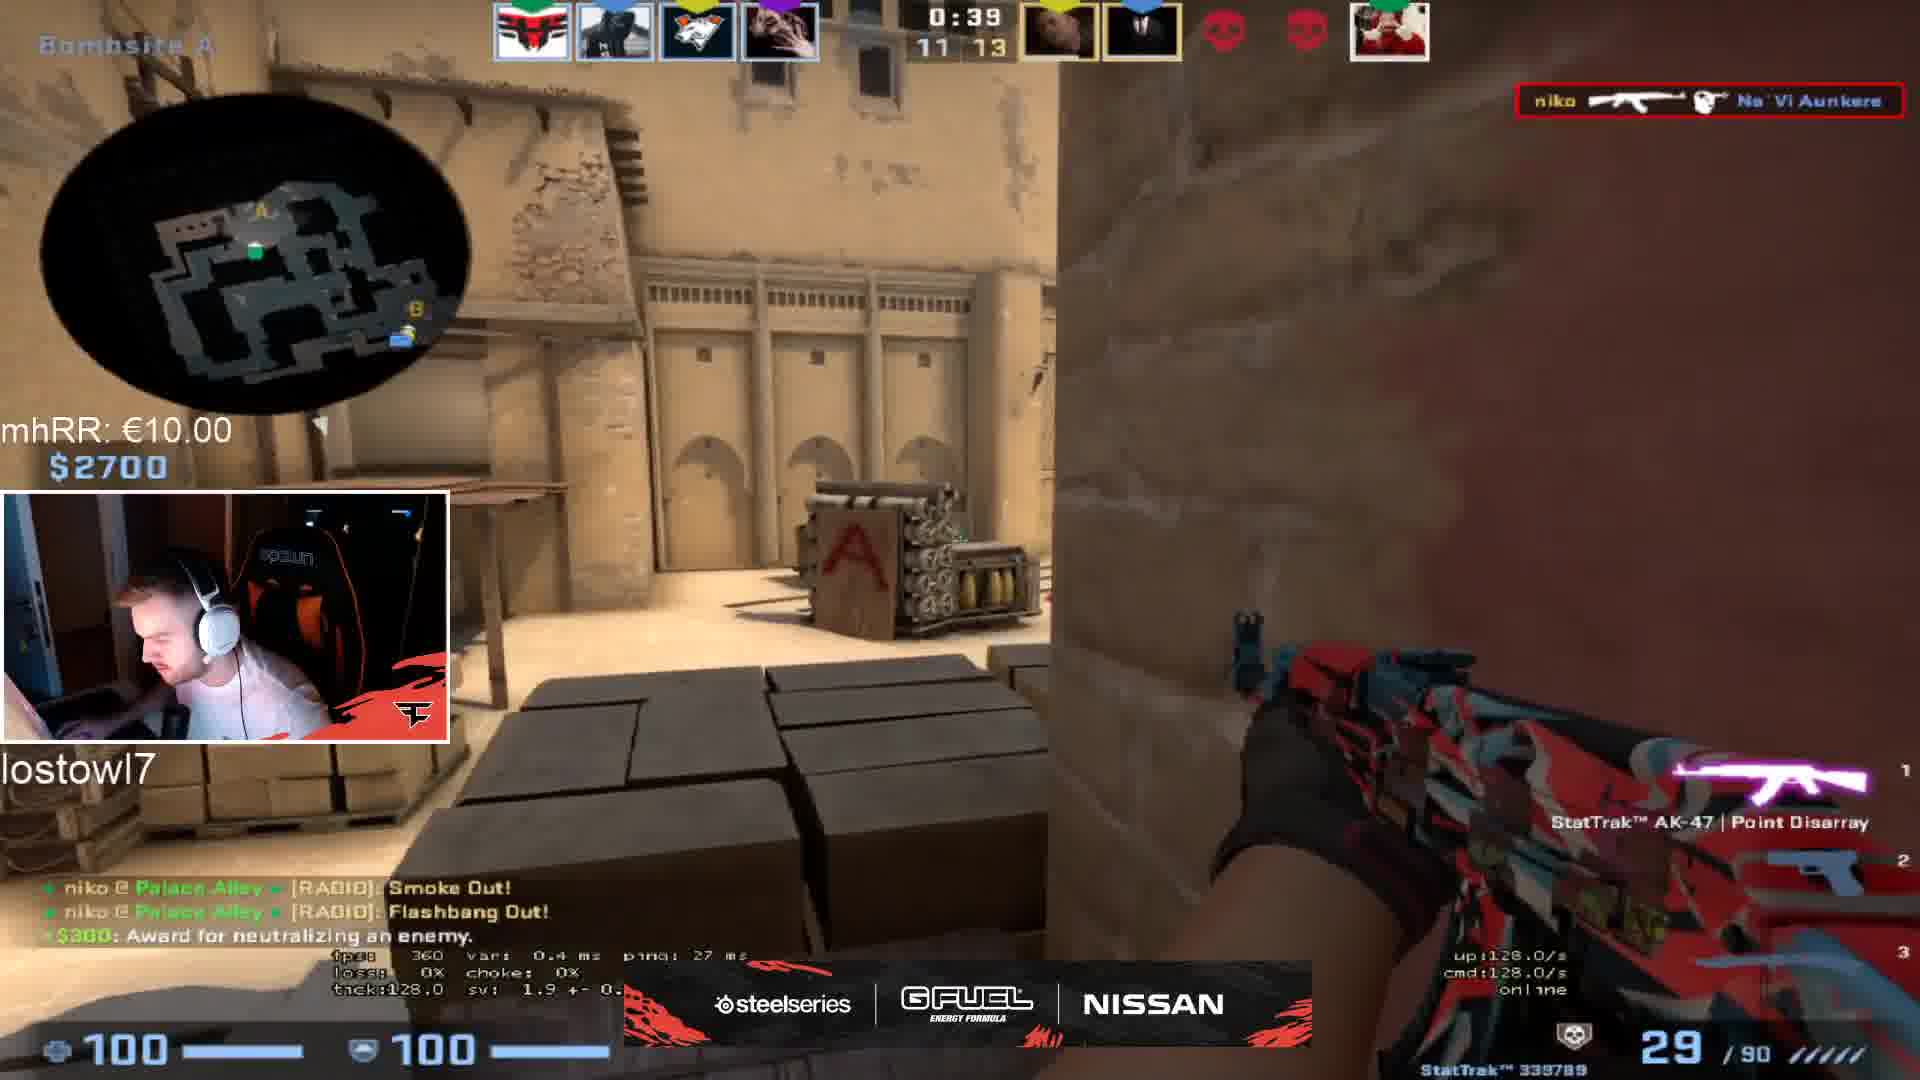 Bombsite A
0:39
11 13
niko Na`Vi Aunkere
A
B
mhRR: €10.00
$2700
A
lostowl7
1
StatTrak™ AK-47 | Point Disarray
2
niko @ Palace Alley [RADIO]: Smoke Out!
niko @ Palace Alley [RADIO]: Flashbang Out!
+$300: Award for neutralizing an enemy.
3
fps: 360 var: 0.4 ms ping: 27 ms
loss: 0% choke: 0%
tick:128.0 sv: 1.9 +- 0.
up:128.0/s
cmd:128.0/s
online
steelseries
GFUEL
ENERGY FORMULA
NISSAN
100
100
29 / 90
StatTrak™ 339789